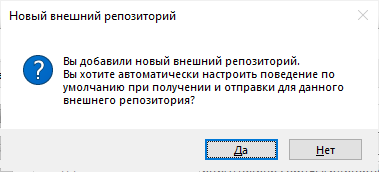 Новый внешний репозиторий
Вы добавили новый внешний репозиторий.
Вы хотите автоматически настроить поведение по
умолчанию при получении и отправки для данного
внешнего репозитория?
Да
Нет